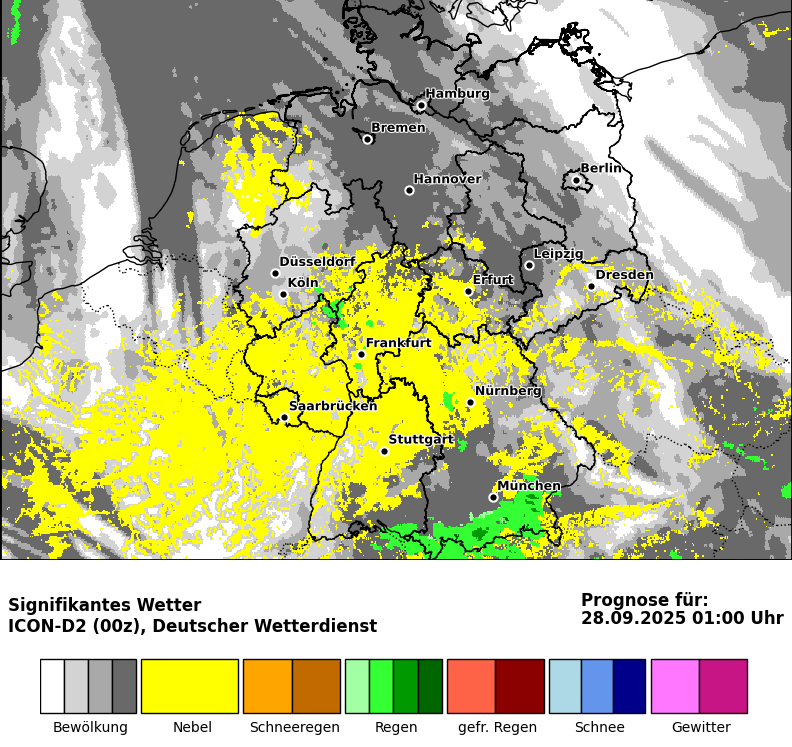 Hamburg
Bremen
Berlin
Hannover
Leipzig
Düsseldorf
Dresden
Köln
Erfurt
Frankfurt
Nürnberg
Saarbrücken
Stuttgart
München
Signifikantes Wetter
ICON-D2 (00z), Deutscher Wetterdienst
Prognose für:
28.09.2025 01:00 Uhr
Bewölkung Nebel Schneeregen Regen gefr. Regen Schnee Gewitter